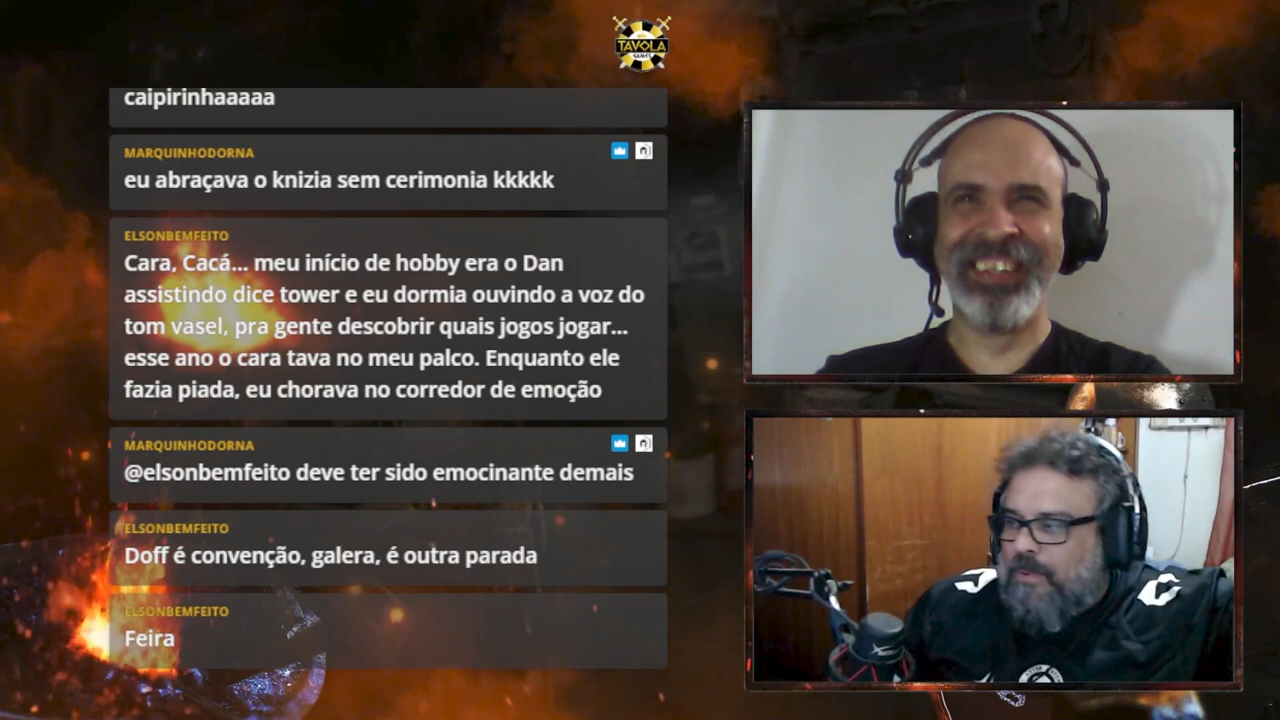 TAVOLA
GAMES
caipirinhaaaaa
MARQUINHODORNA
eu abraçava o knizia sem cerimonia kkkkk
ELSONBEMFEITO
Cara, Cacá... meu início de hobby era o Dan
assistindo dice tower e eu dormia ouvindo a voz do
tom vasel, pra gente descobrir quais jogos jogar...
esse ano o cara tava no meu palco. Enquanto ele
fazia piada, eu chorava no corredor de emoção
MARQUINHODORNA
@elsonbemfeito deve ter sido emocinante demais
ELSONBEMFEITO
Doff é convenção, galera, é outra parada
ELSONBEMFEITO
Feira